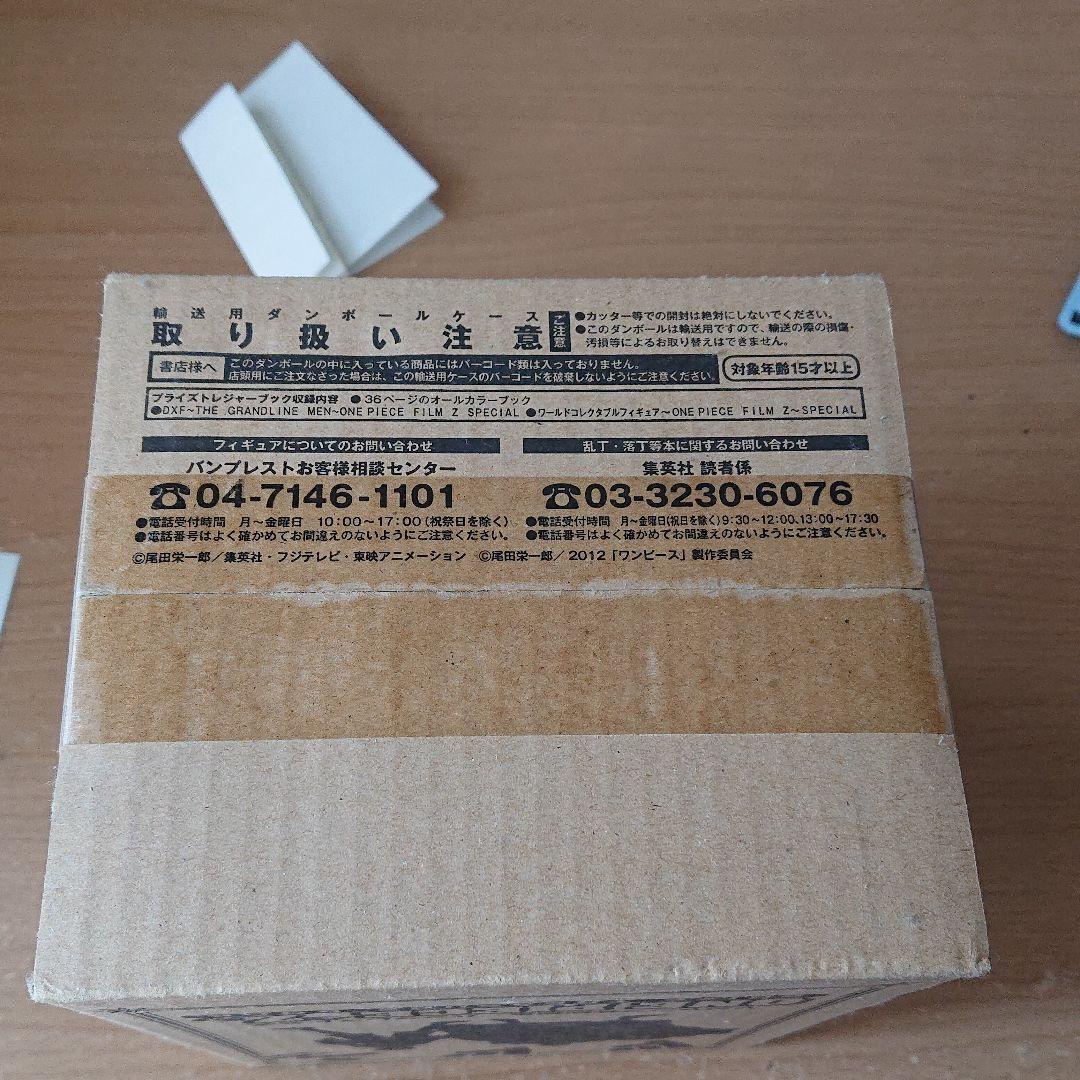 輸送用ダンボールケース
取り扱い注意
ご注意
●カッター等での開封は絶対にしないでください。
●このダンボールは輸送用ですので、輸送の際の損傷・
汚損等によるお取り替えはできません。
書店様へ
このダンボールの中に入っている商品にはバーコード類は入っておりません。
店頭用にご注文なさった場合は、この輸送用ケースのバーコードを破棄しないようにご注意ください。
対象年齢15才以上
プライズトレジャーブック収録内容 ●36ページのオールカラーブック
●DXF~THE GRANDLINE MEN~ONE PIECE FILM Z SPECIAL ●ワールドコレクタブルフィギュア~ONE PIECE FILM Z~SPECIAL
フィギュアについてのお問い合わせ
バンプレストお客様相談センター
☎04-7146-1101
●電話受付時間 月~金曜日 10:00~17:00(祝祭日を除く)
●電話番号はよく確かめてお間違えのないようにご注意ください。
乱丁・落丁等本に関するお問い合わせ
集英社 読者係
☎03-3230-6076
●電話受付時間 月~金曜日(祝日を除く)9:30~12:00、13:00~17:30
●電話番号はよく確かめてお間違えのないようにご注意ください。
©尾田栄一郎/集英社・フジテレビ・東映アニメーション ©尾田栄一郎/2012「ワンピース」製作委員会